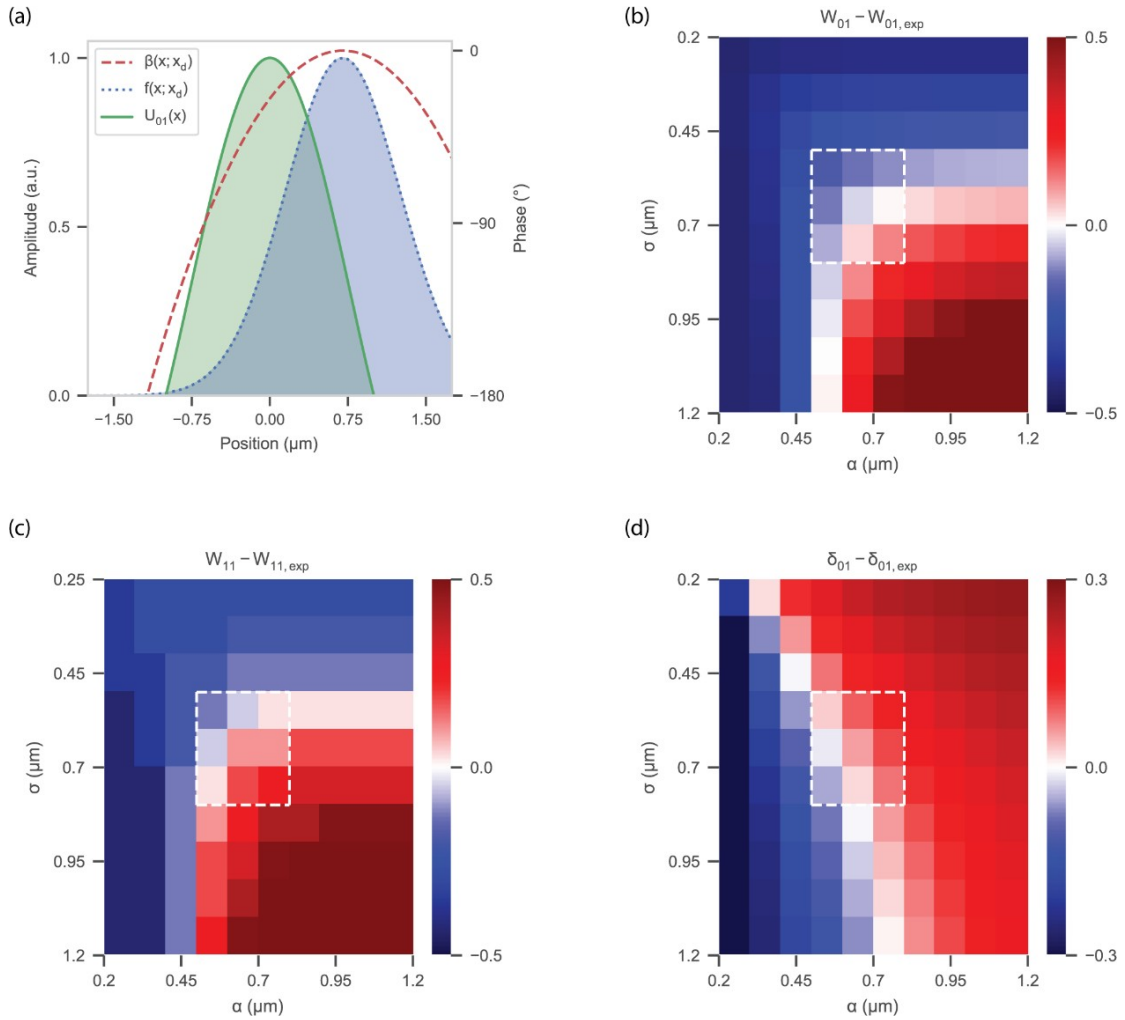 (a)
β(x; x_d)
f(x; x_d)
U_01(x)
Amplitude (a.u.)
1.0
0.5
0.0
Phase (°)
0
−90
−180
−1.50 −0.75 0.00 0.75 1.50
Position (μm)
(b)
W_01 − W_01, exp
σ (μm)
0.2
0.45
0.7
0.95
1.2
0.2 0.45 0.7 0.95 1.2
α (μm)
0.5
0.0
−0.5
(c)
W_11 − W_11, exp
σ (μm)
0.25
0.45
0.7
0.95
1.2
0.2 0.45 0.7 0.95 1.2
α (μm)
0.5
0.0
−0.5
(d)
δ_01 − δ_01, exp
σ (μm)
0.2
0.45
0.7
0.95
1.2
0.2 0.45 0.7 0.95 1.2
α (μm)
0.3
0.0
−0.3